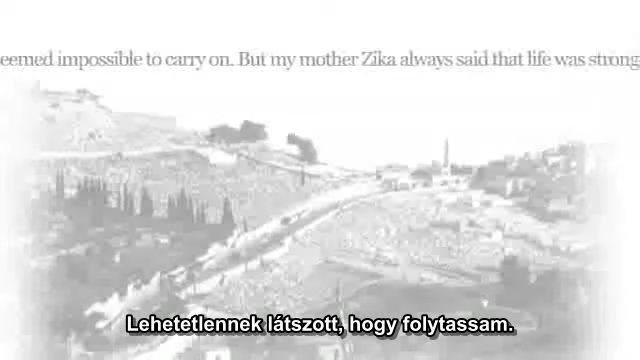 eemed impossible to carry on. But my mother Zika always said that life was strong
Lehetetlennek látszott, hogy folytassam.